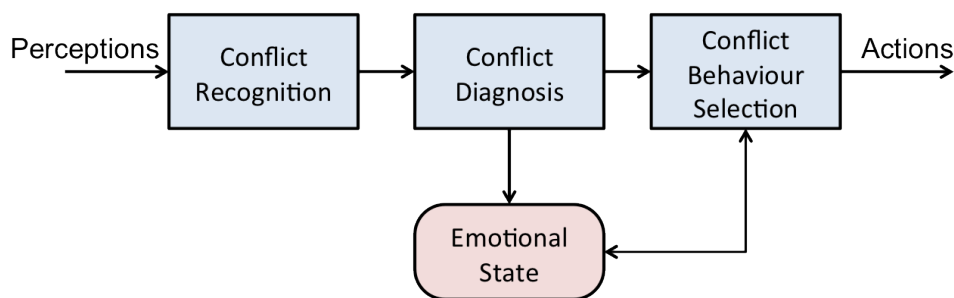 Perceptions
Conflict
Recognition
Conflict
Diagnosis
Conflict
Behaviour
Selection
Actions
Emotional
State